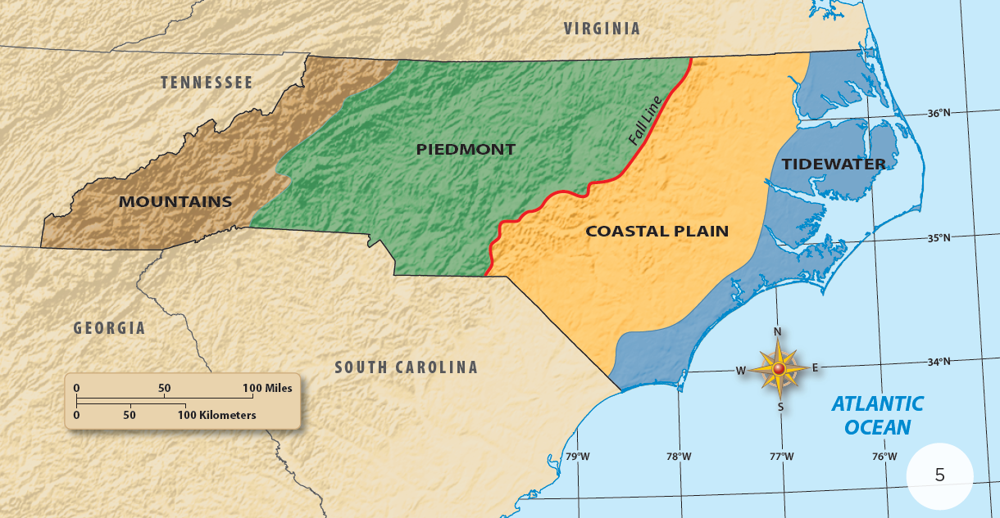 VIRGINIA
TENNESSEE
36°N
Fall Line
PIEDMONT
TIDEWATER
MOUNTAINS
COASTAL PLAIN
35°N
GEORGIA
N
SOUTH CAROLINA
34°N
W
E
0 50 100 Miles
0 50 100 Kilometers
S
ATLANTIC
OCEAN
79°W 78°W 77°W 76°W
5